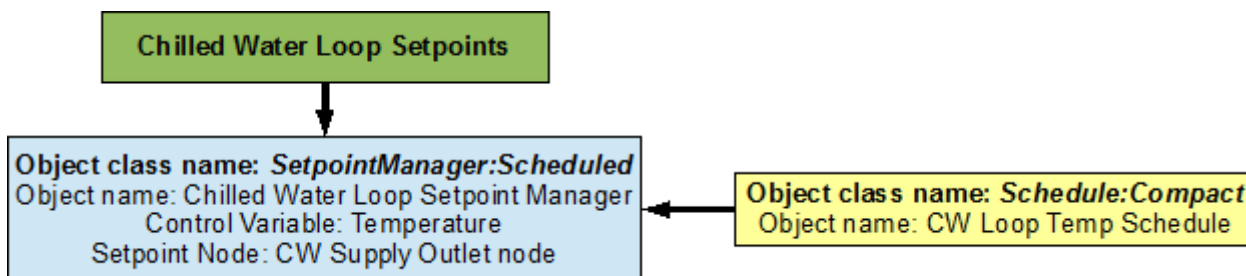 Chilled Water Loop Setpoints
Object class name: SetpointManager:Scheduled
Object name: Chilled Water Loop Setpoint Manager
Control Variable: Temperature
Setpoint Node: CW Supply Outlet node
Object class name: Schedule:Compact
Object name: CW Loop Temp Schedule